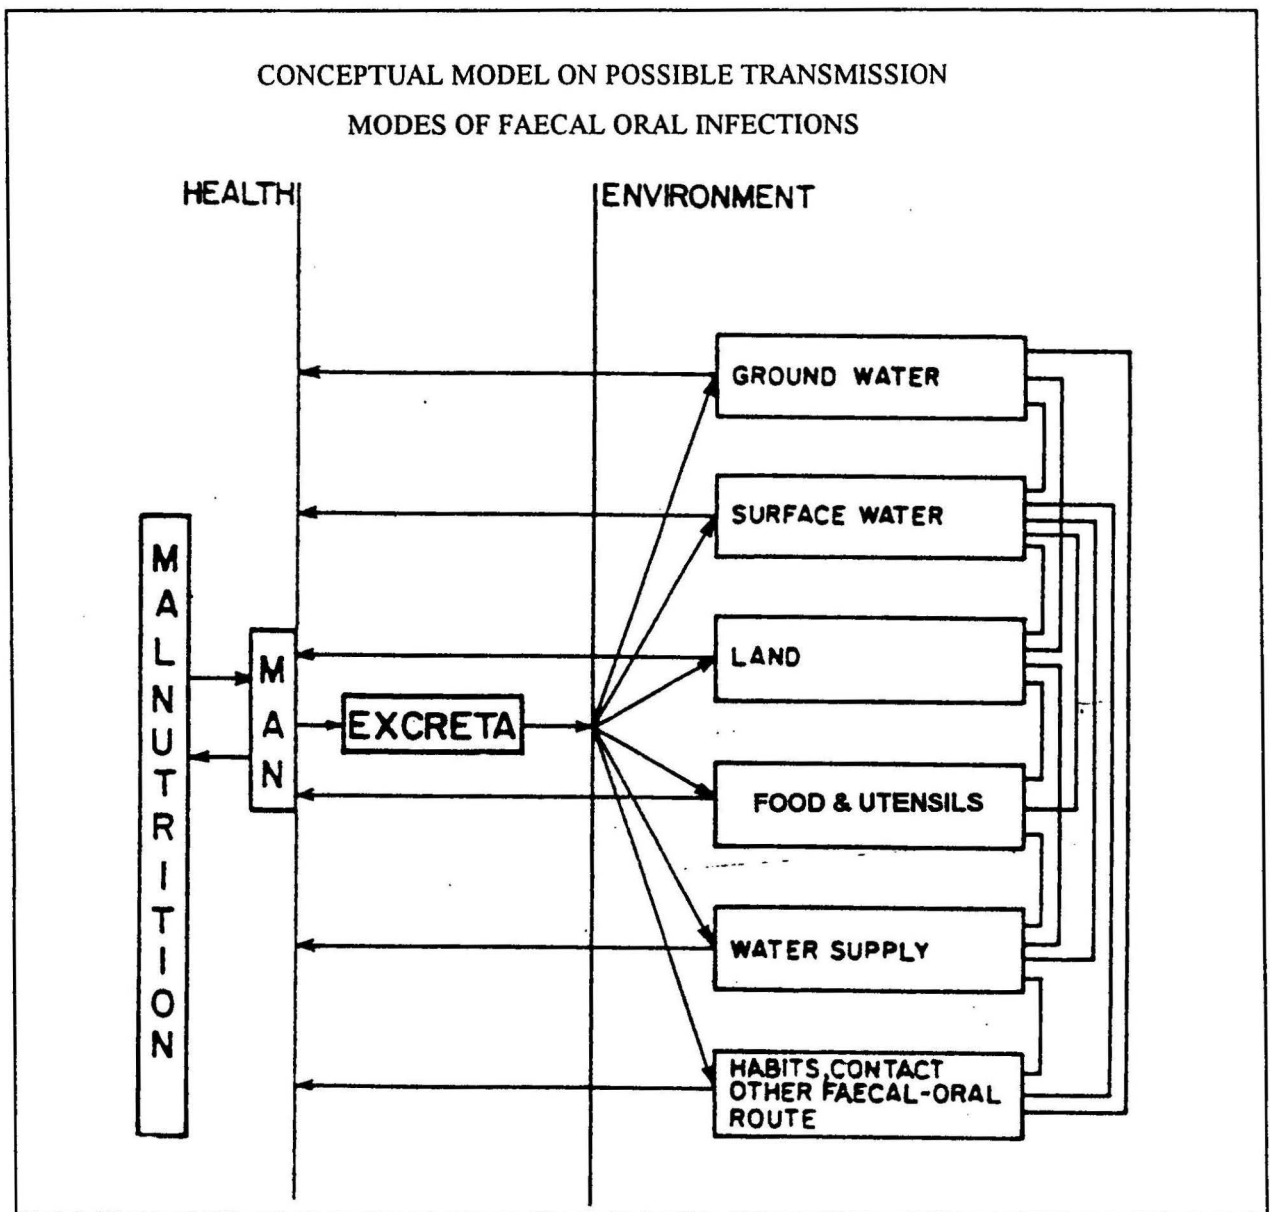 CONCEPTUAL MODEL ON POSSIBLE TRANSMISSION
MODES OF FAECAL ORAL INFECTIONS
HEALTH
ENVIRONMENT
GROUND WATER
SURFACE WATER
MALNUTRITION
MAN
LAND
EXCRETA
FOOD & UTENSILS
WATER SUPPLY
HABITS, CONTACT
OTHER FAECAL-ORAL
ROUTE